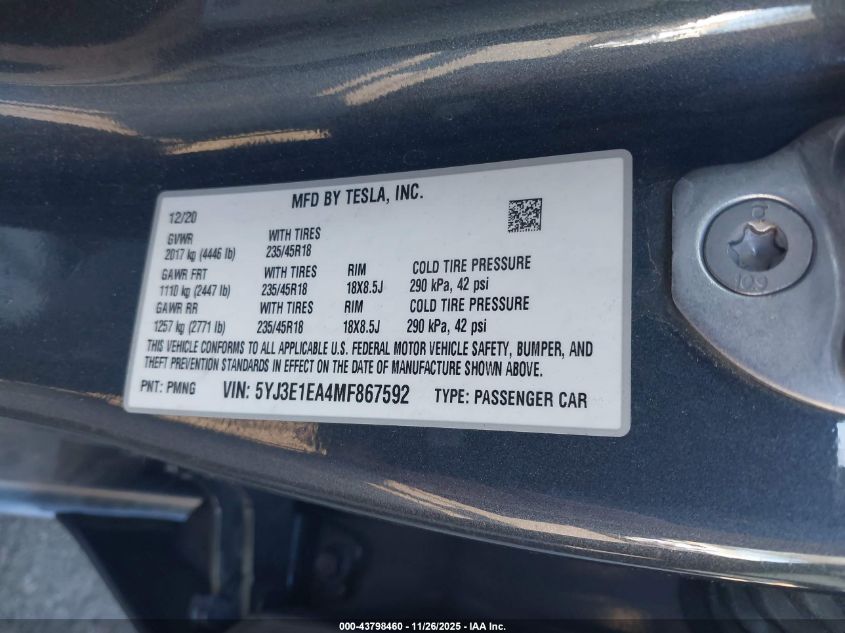 MFD BY TESLA, INC.
12/20
GVWR WITH TIRES
2017 kg (4446 lb) 235/45R18
GAWR FRT WITH TIRES RIM COLD TIRE PRESSURE
1110 kg (2447 lb) 235/45R18 18X8.5J 290 kPa, 42 psi
GAWR RR WITH TIRES RIM COLD TIRE PRESSURE
1257 kg (2771 lb) 235/45R18 18X8.5J 290 kPa, 42 psi
THIS VEHICLE CONFORMS TO ALL APPLICABLE U.S. FEDERAL MOTOR VEHICLE SAFETY, BUMPER, AND
THEFT PREVENTION STANDARDS IN EFFECT ON THE DATE OF MANUFACTURE SHOWN ABOVE.
PNT: PMNG VIN: 5YJ3E1EA4MF867592 TYPE: PASSENGER CAR
10.9
000-43798460 - 11/26/2025 - IAA Inc.